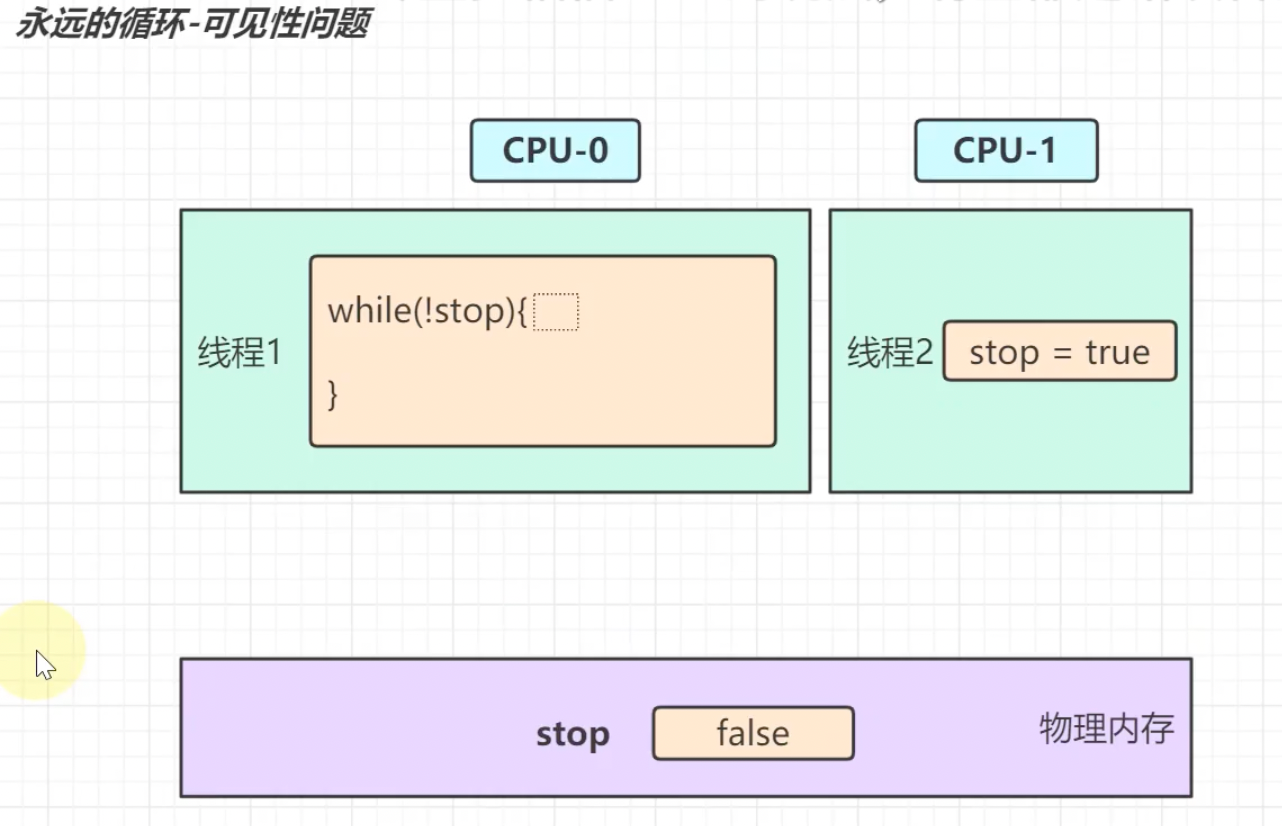 永远的循环-可见性问题
CPU-0
CPU-1
线程1
while(!stop){
}
线程2
stop = true
stop
false
物理内存